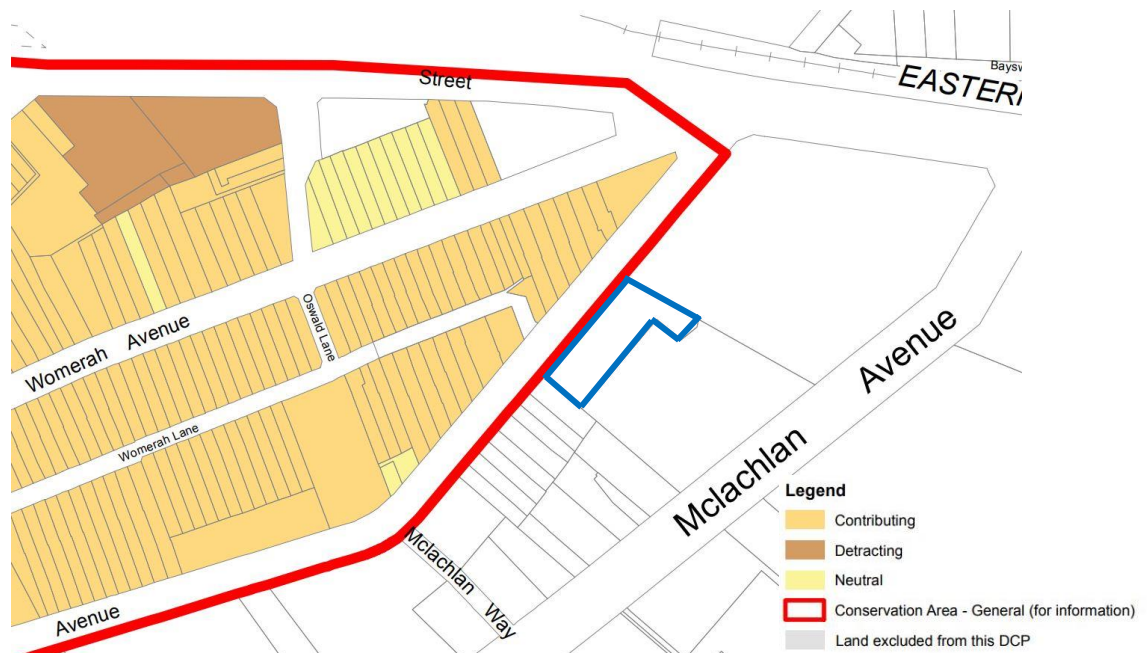 Street
Baysw
EASTER
Womerah Avenue
Oswald Lane
Womerah Lane
Avenue
Mclachlan Avenue
Mclachlan Way
Legend
Contributing
Detracting
Neutral
Conservation Area - General (for information)
Land excluded from this DCP